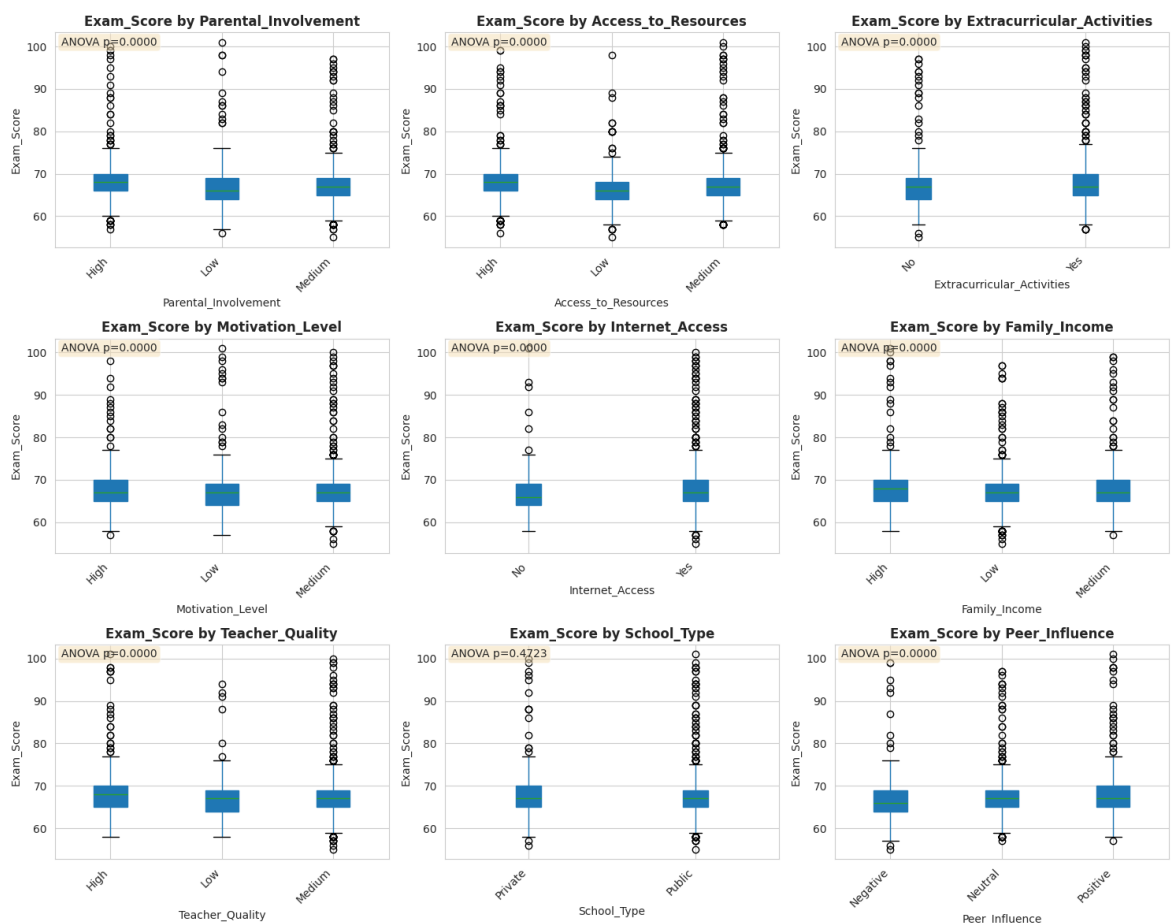 Exam_Score by Parental_Involvement
ANOVA p=0.0000
Exam_Score
100
90
80
70
60
High
Low
Medium
Parental_Involvement
Exam_Score by Access_to_Resources
ANOVA p=0.0000
Exam_Score
100
90
80
70
60
High
Low
Medium
Access_to_Resources
Exam_Score by Extracurricular_Activities
ANOVA p=0.0000
Exam_Score
100
90
80
70
60
No
Yes
Extracurricular_Activities
Exam_Score by Motivation_Level
ANOVA p=0.0000
Exam_Score
100
90
80
70
60
High
Low
Medium
Motivation_Level
Exam_Score by Internet_Access
ANOVA p=0.0000
Exam_Score
100
90
80
70
60
No
Yes
Internet_Access
Exam_Score by Family_Income
ANOVA p=0.0000
Exam_Score
100
90
80
70
60
High
Low
Medium
Family_Income
Exam_Score by Teacher_Quality
ANOVA p=0.0000
Exam_Score
100
90
80
70
60
High
Low
Medium
Teacher_Quality
Exam_Score by School_Type
ANOVA p=0.4723
Exam_Score
100
90
80
70
60
Private
Public
School_Type
Exam_Score by Peer_Influence
ANOVA p=0.0000
Exam_Score
100
90
80
70
60
Negative
Neutral
Positive
Peer_Influence